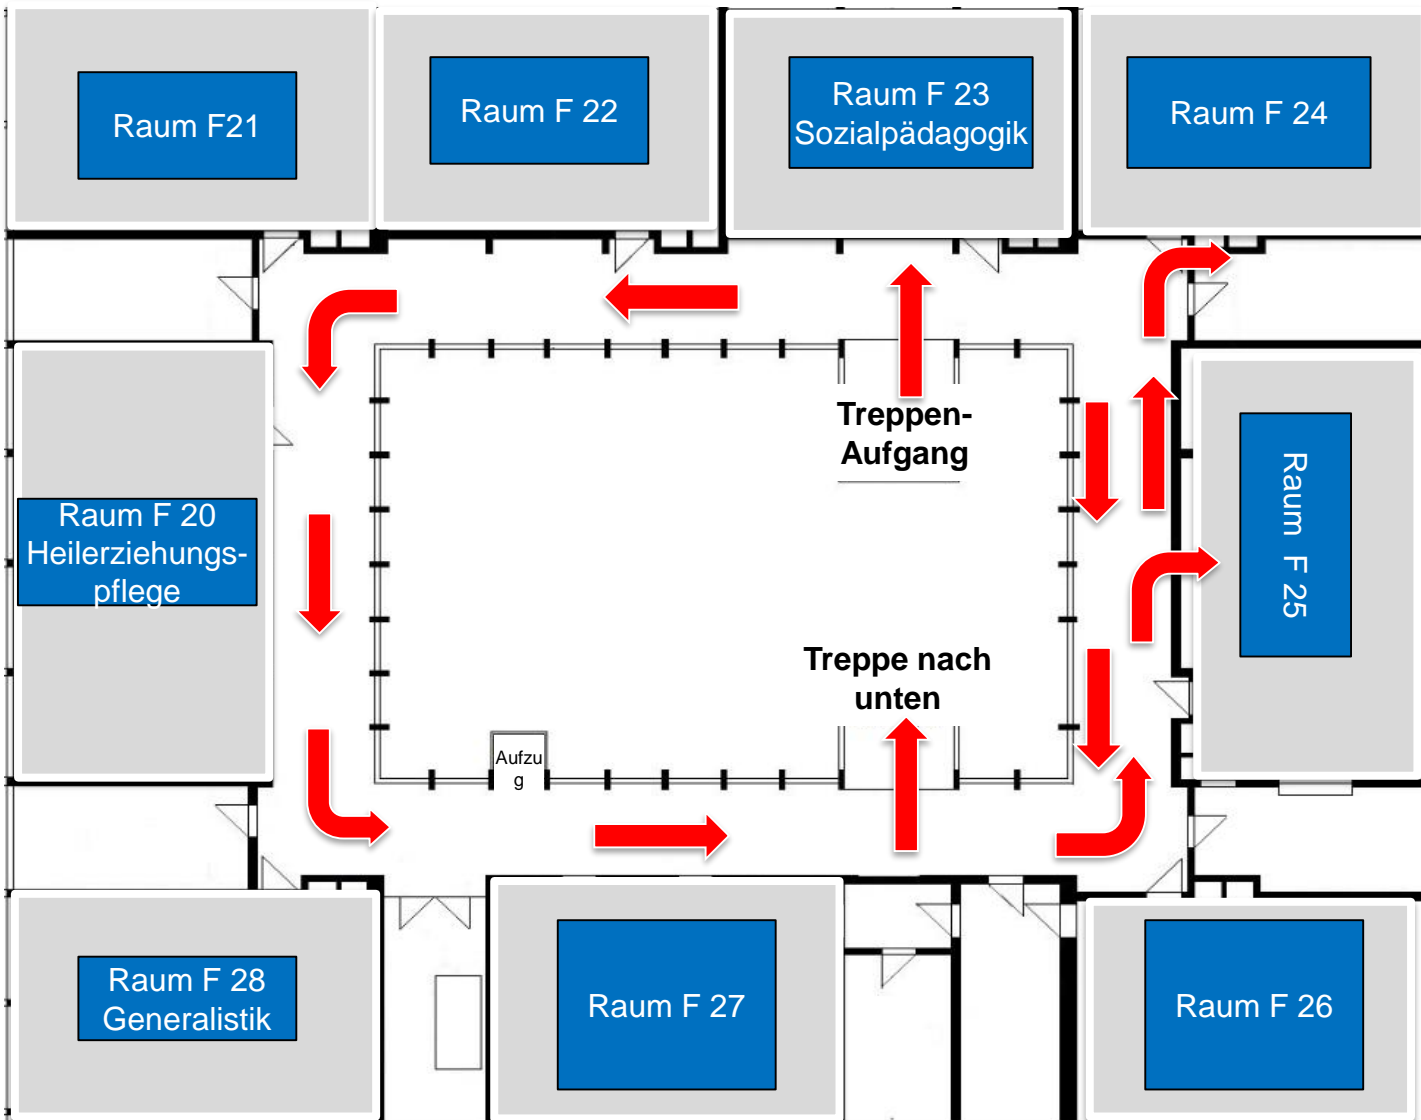 Raum F21
Raum F 22
Raum F 23
Sozialpädagogik
Raum F 24
Treppen-
Aufgang
Raum F 20
Heilerziehungs-
pflege
Raum F 25
Treppe nach
unten
Aufzu
g
Raum F 28
Generalistik
Raum F 27
Raum F 26